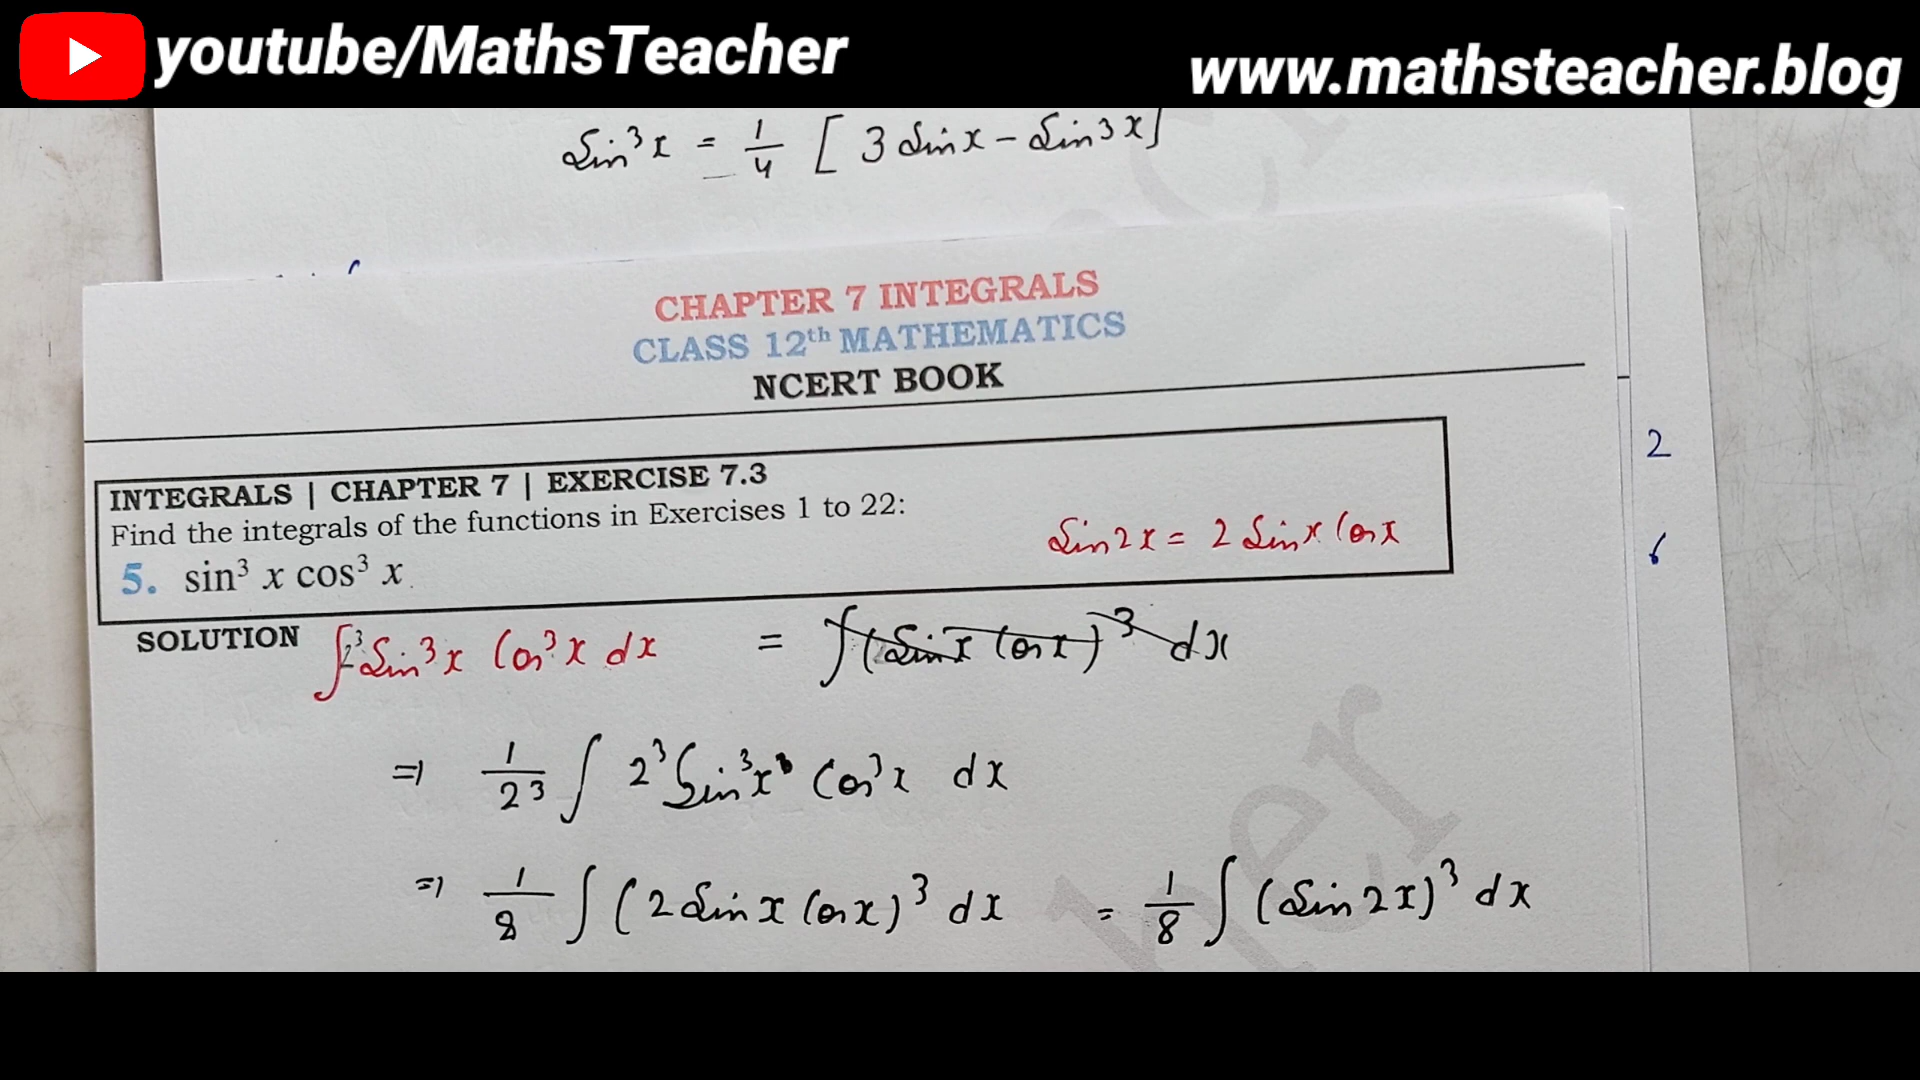 youtube/MathsTeacher
www.mathsteacher.blog
Sin³x = 1/4 [ 3 Sin x - Sin 3x ]
CHAPTER 7 INTEGRALS
CLASS 12th MATHEMATICS
NCERT BOOK
INTEGRALS | CHAPTER 7 | EXERCISE 7.3
Find the integrals of the functions in Exercises 1 to 22:
5. sin³ x cos³ x
Sin 2x = 2 Sin x Cos x
2
SOLUTION ∫ 2³ Sin³x Cos³x dx = ∫ (Sin x Cos x)³ dx
⇒ 1/2³ ∫ 2³ Sin³x Cos³x dx
⇒ 1/8 ∫ (2 Sin x Cos x)³ dx = 1/8 ∫ (Sin 2x)³ dx